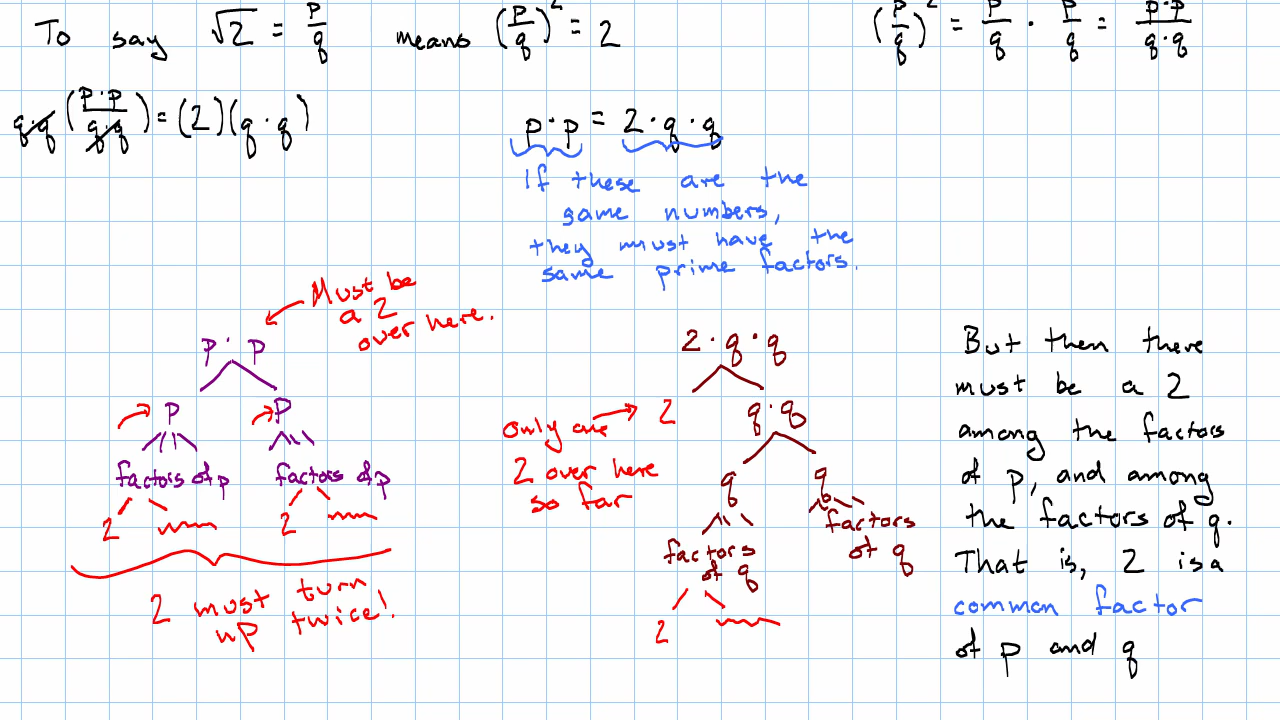 To say √2 = p/q means (p/q)² = 2
(p/q)² = p/q · p/q = p·p/q·q
q·q (p·p/q·q) = (2)(q·q)
p·p = 2·q·q
If these are the
same numbers,
they must have the
same prime factors.
Must be
a 2
over here.
p · p
p p
factors of p factors of p
2 2
2 must turn
up twice!
2·q·q
Only one
2 over here
so far
2 q·q
q q
factors
of q
factors
of q
2
But then there
must be a 2
among the factors
of p, and among
the factors of q.
That is, 2 is a
common factor
of p and q